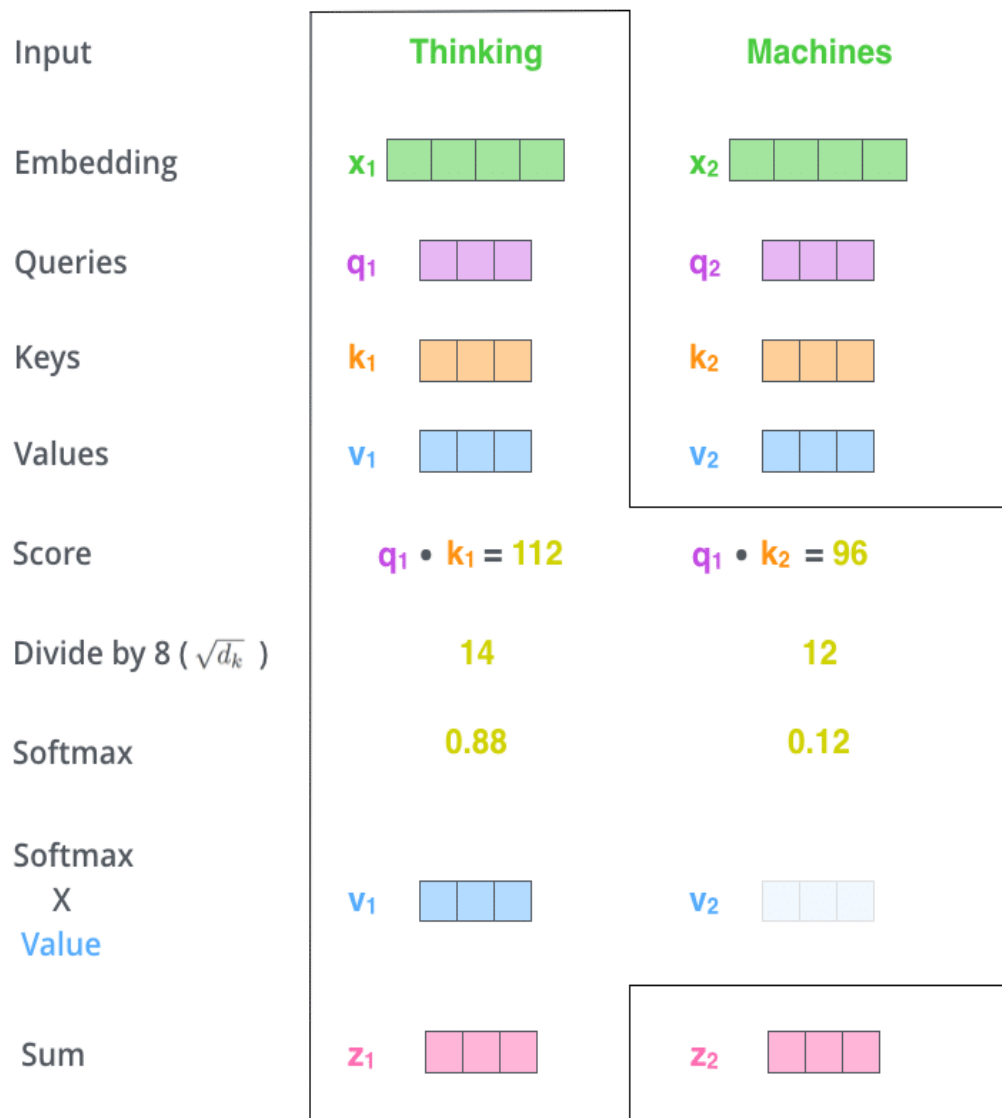 Input Thinking Machines
Embedding x₁ x₂
Queries q₁ q₂
Keys k₁ k₂
Values v₁ v₂
Score q₁ • k₁ = 112 q₁ • k₂ = 96
Divide by 8 ( √dₖ ) 14 12
Softmax 0.88 0.12
Softmax
X v₁ v₂
Value
Sum z₁ z₂